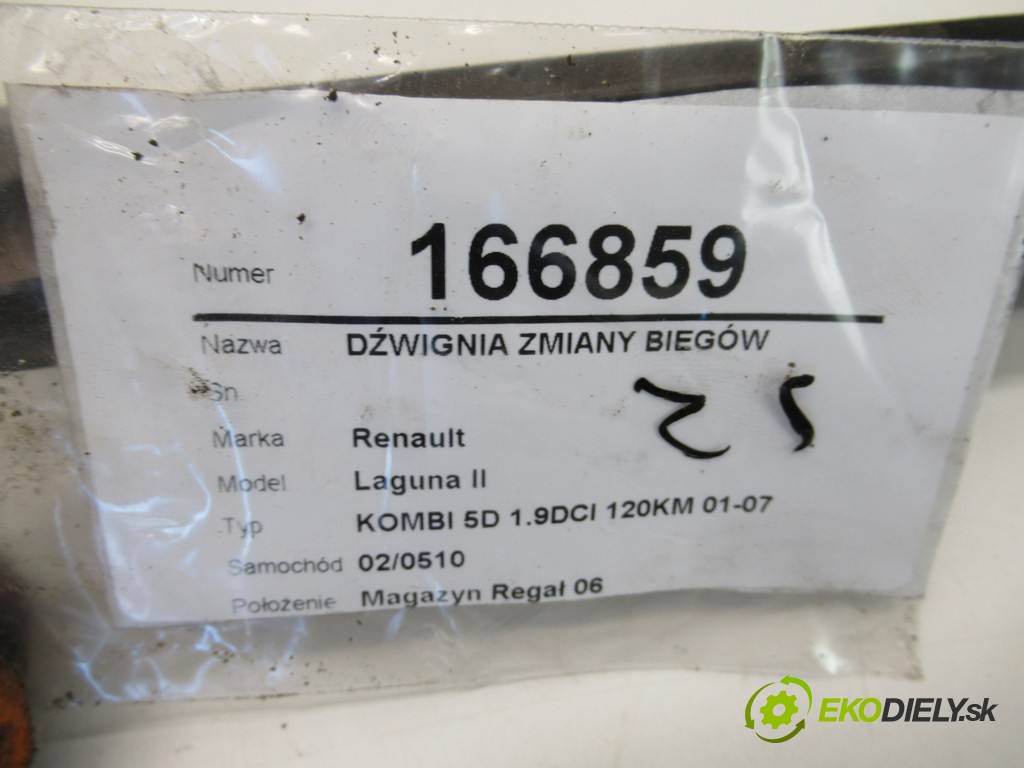 Numer 166859
Nazwa DŹWIGNIA ZMIANY BIEGÓW
Sn
Marka Renault
Model Laguna II
Typ KOMBI 5D 1.9DCI 120KM 01-07
Samochód 02/0510
Położenie Magazyn Regał 06
EKODIELY.sk